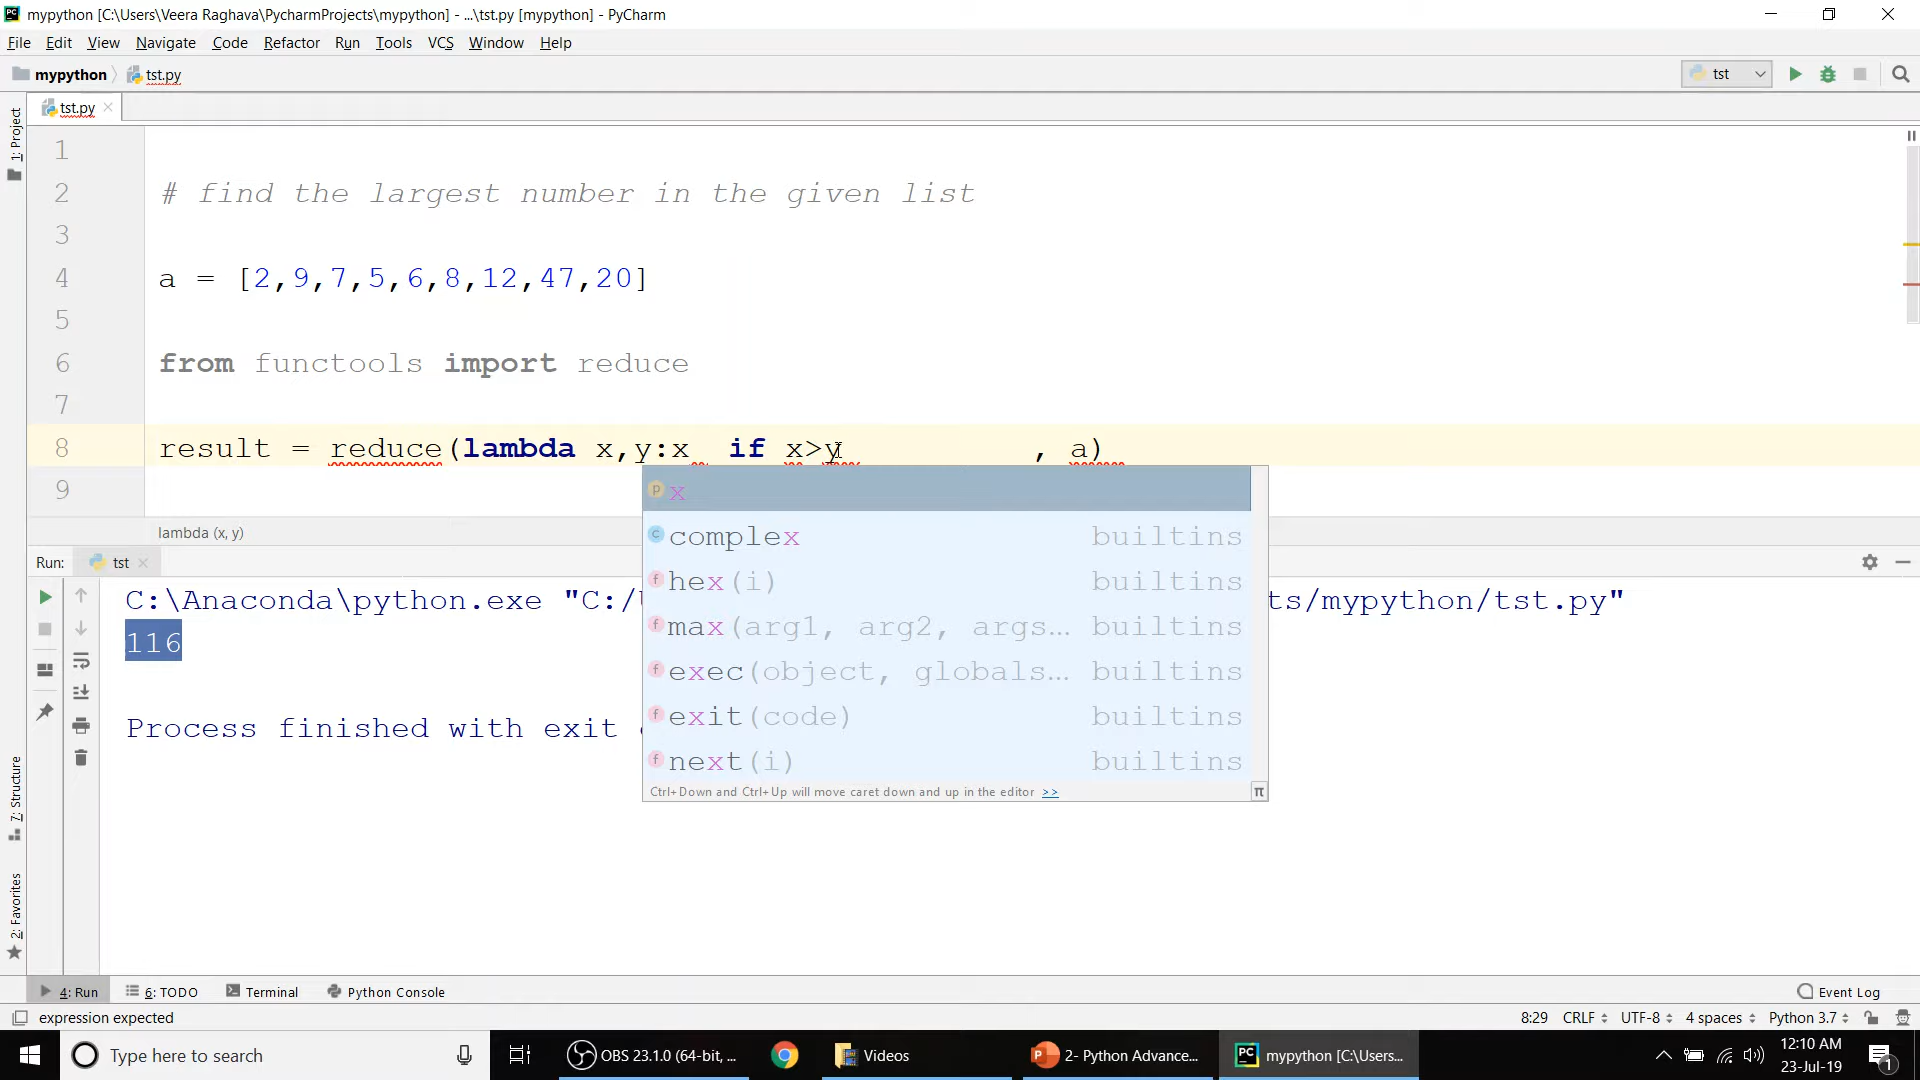 mypython [C:\Users\Veera Raghava\PycharmProjects\mypython] - ...\tst.py [mypython] - PyCharm
File Edit View Navigate Code Refactor Run Tools VCS Window Help
mypython tst.py tst
tst.py
1: Project
1
2 # find the largest number in the given list
3
4 a = [2,9,7,5,6,8,12,47,20]
5
6 from functools import reduce
7
8 result = reduce(lambda x,y:x if x>y , a)
9
x
complex builtins
hex(i) builtins
max(arg1, arg2, args... builtins
exec(object, globals... builtins
exit(code) builtins
next(i) builtins
Ctrl+Down and Ctrl+Up will move caret down and up in the editor >> π
lambda (x, y)
Run: tst
C:\Anaconda\python.exe "C:/ ts/mypython/tst.py"
116
Process finished with exit
7: Structure
2: Favorites
4: Run 6: TODO Terminal Python Console Event Log
expression expected 8:29 CRLF UTF-8 4 spaces Python 3.7
Type here to search OBS 23.1.0 (64-bit, ... Videos 2- Python Advance... mypython [C:\Users... 12:10 AM
23-Jul-19 1